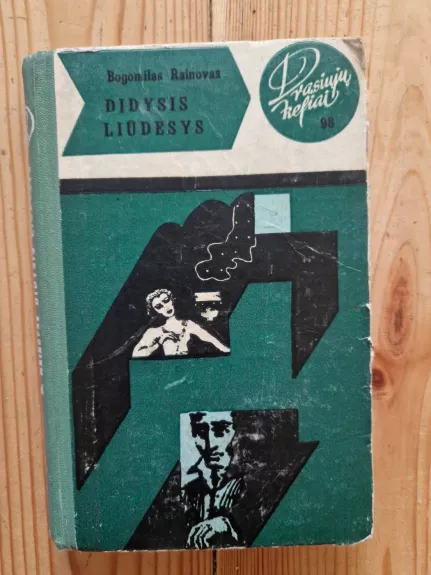 Bogomilas Rainovas
DIDYSIS
LIŪDESYS
Drąsiųjų
keliai
98